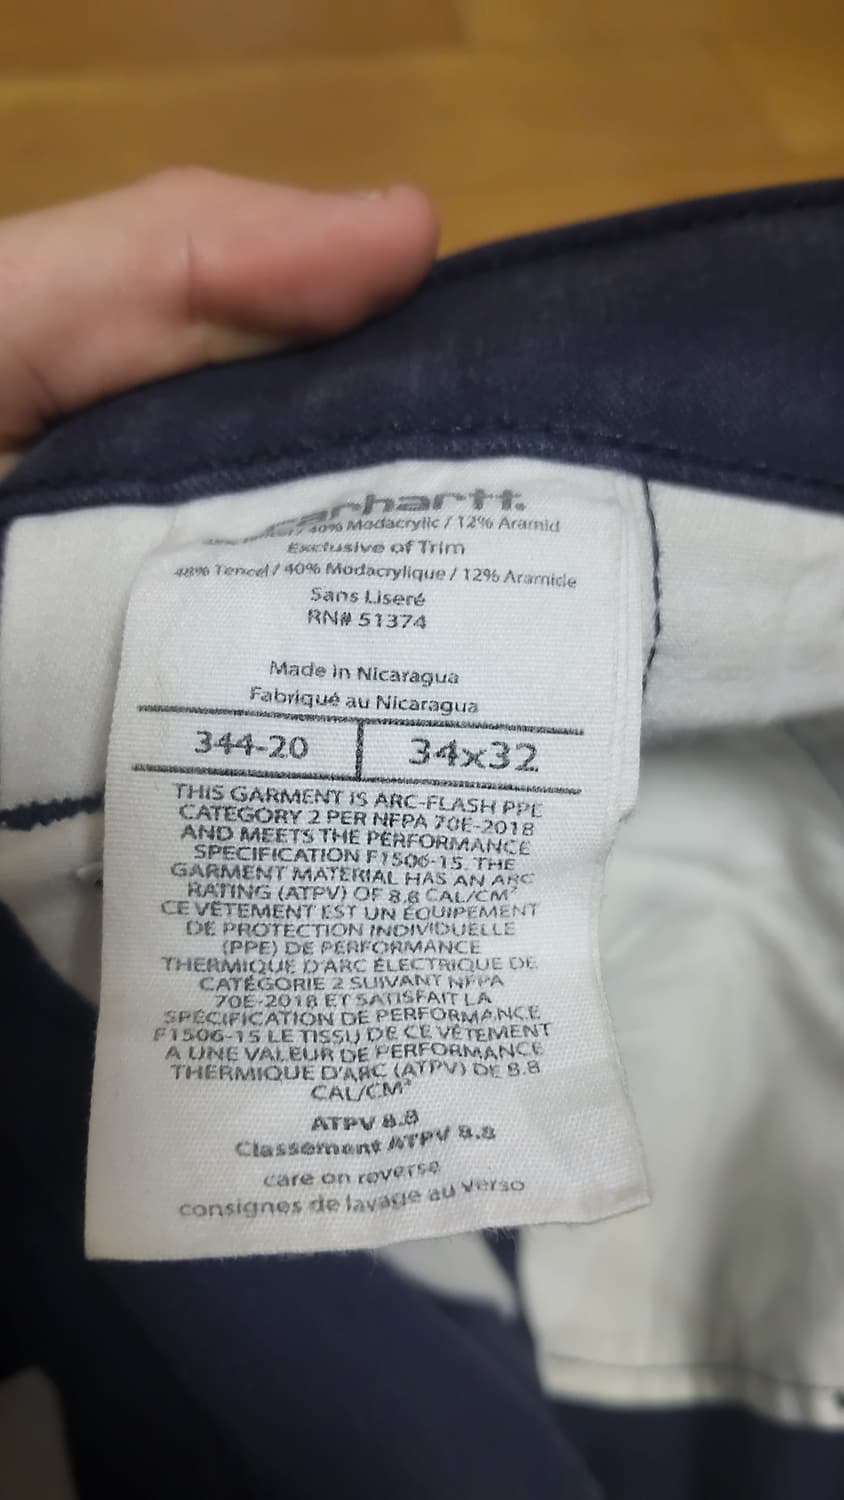 carhartt.
40% Modacrylic / 12% Aramid
Exclusive of Trim
48% Tencel / 40% Modacrylique / 12% Aramide
Sans Liseré
RN# 51374
Made in Nicaragua
Fabriqué au Nicaragua
344-20 34x32
THIS GARMENT IS ARC-FLASH PPE
CATEGORY 2 PER NFPA 70E-2018
AND MEETS THE PERFORMANCE
SPECIFICATION F1506-15. THE
GARMENT MATERIAL HAS AN ARC
RATING (ATPV) OF 8.8 CAL/CM²
CE VÊTEMENT EST UN ÉQUIPEMENT
DE PROTECTION INDIVIDUELLE
(PPE) DE PERFORMANCE
THERMIQUE D'ARC ÉLECTRIQUE DE
CATÉGORIE 2 SUIVANT NFPA
70E-2018 ET SATISFAIT LA
SPÉCIFICATION DE PERFORMANCE
F1506-15 LE TISSU DE CE VÊTEMENT
A UNE VALEUR DE PERFORMANCE
THERMIQUE D'ARC (ATPV) DE 8.8
CAL/CM²
ATPV 8.8
Classement ATPV 8.8
care on reverse
consignes de lavage au verso